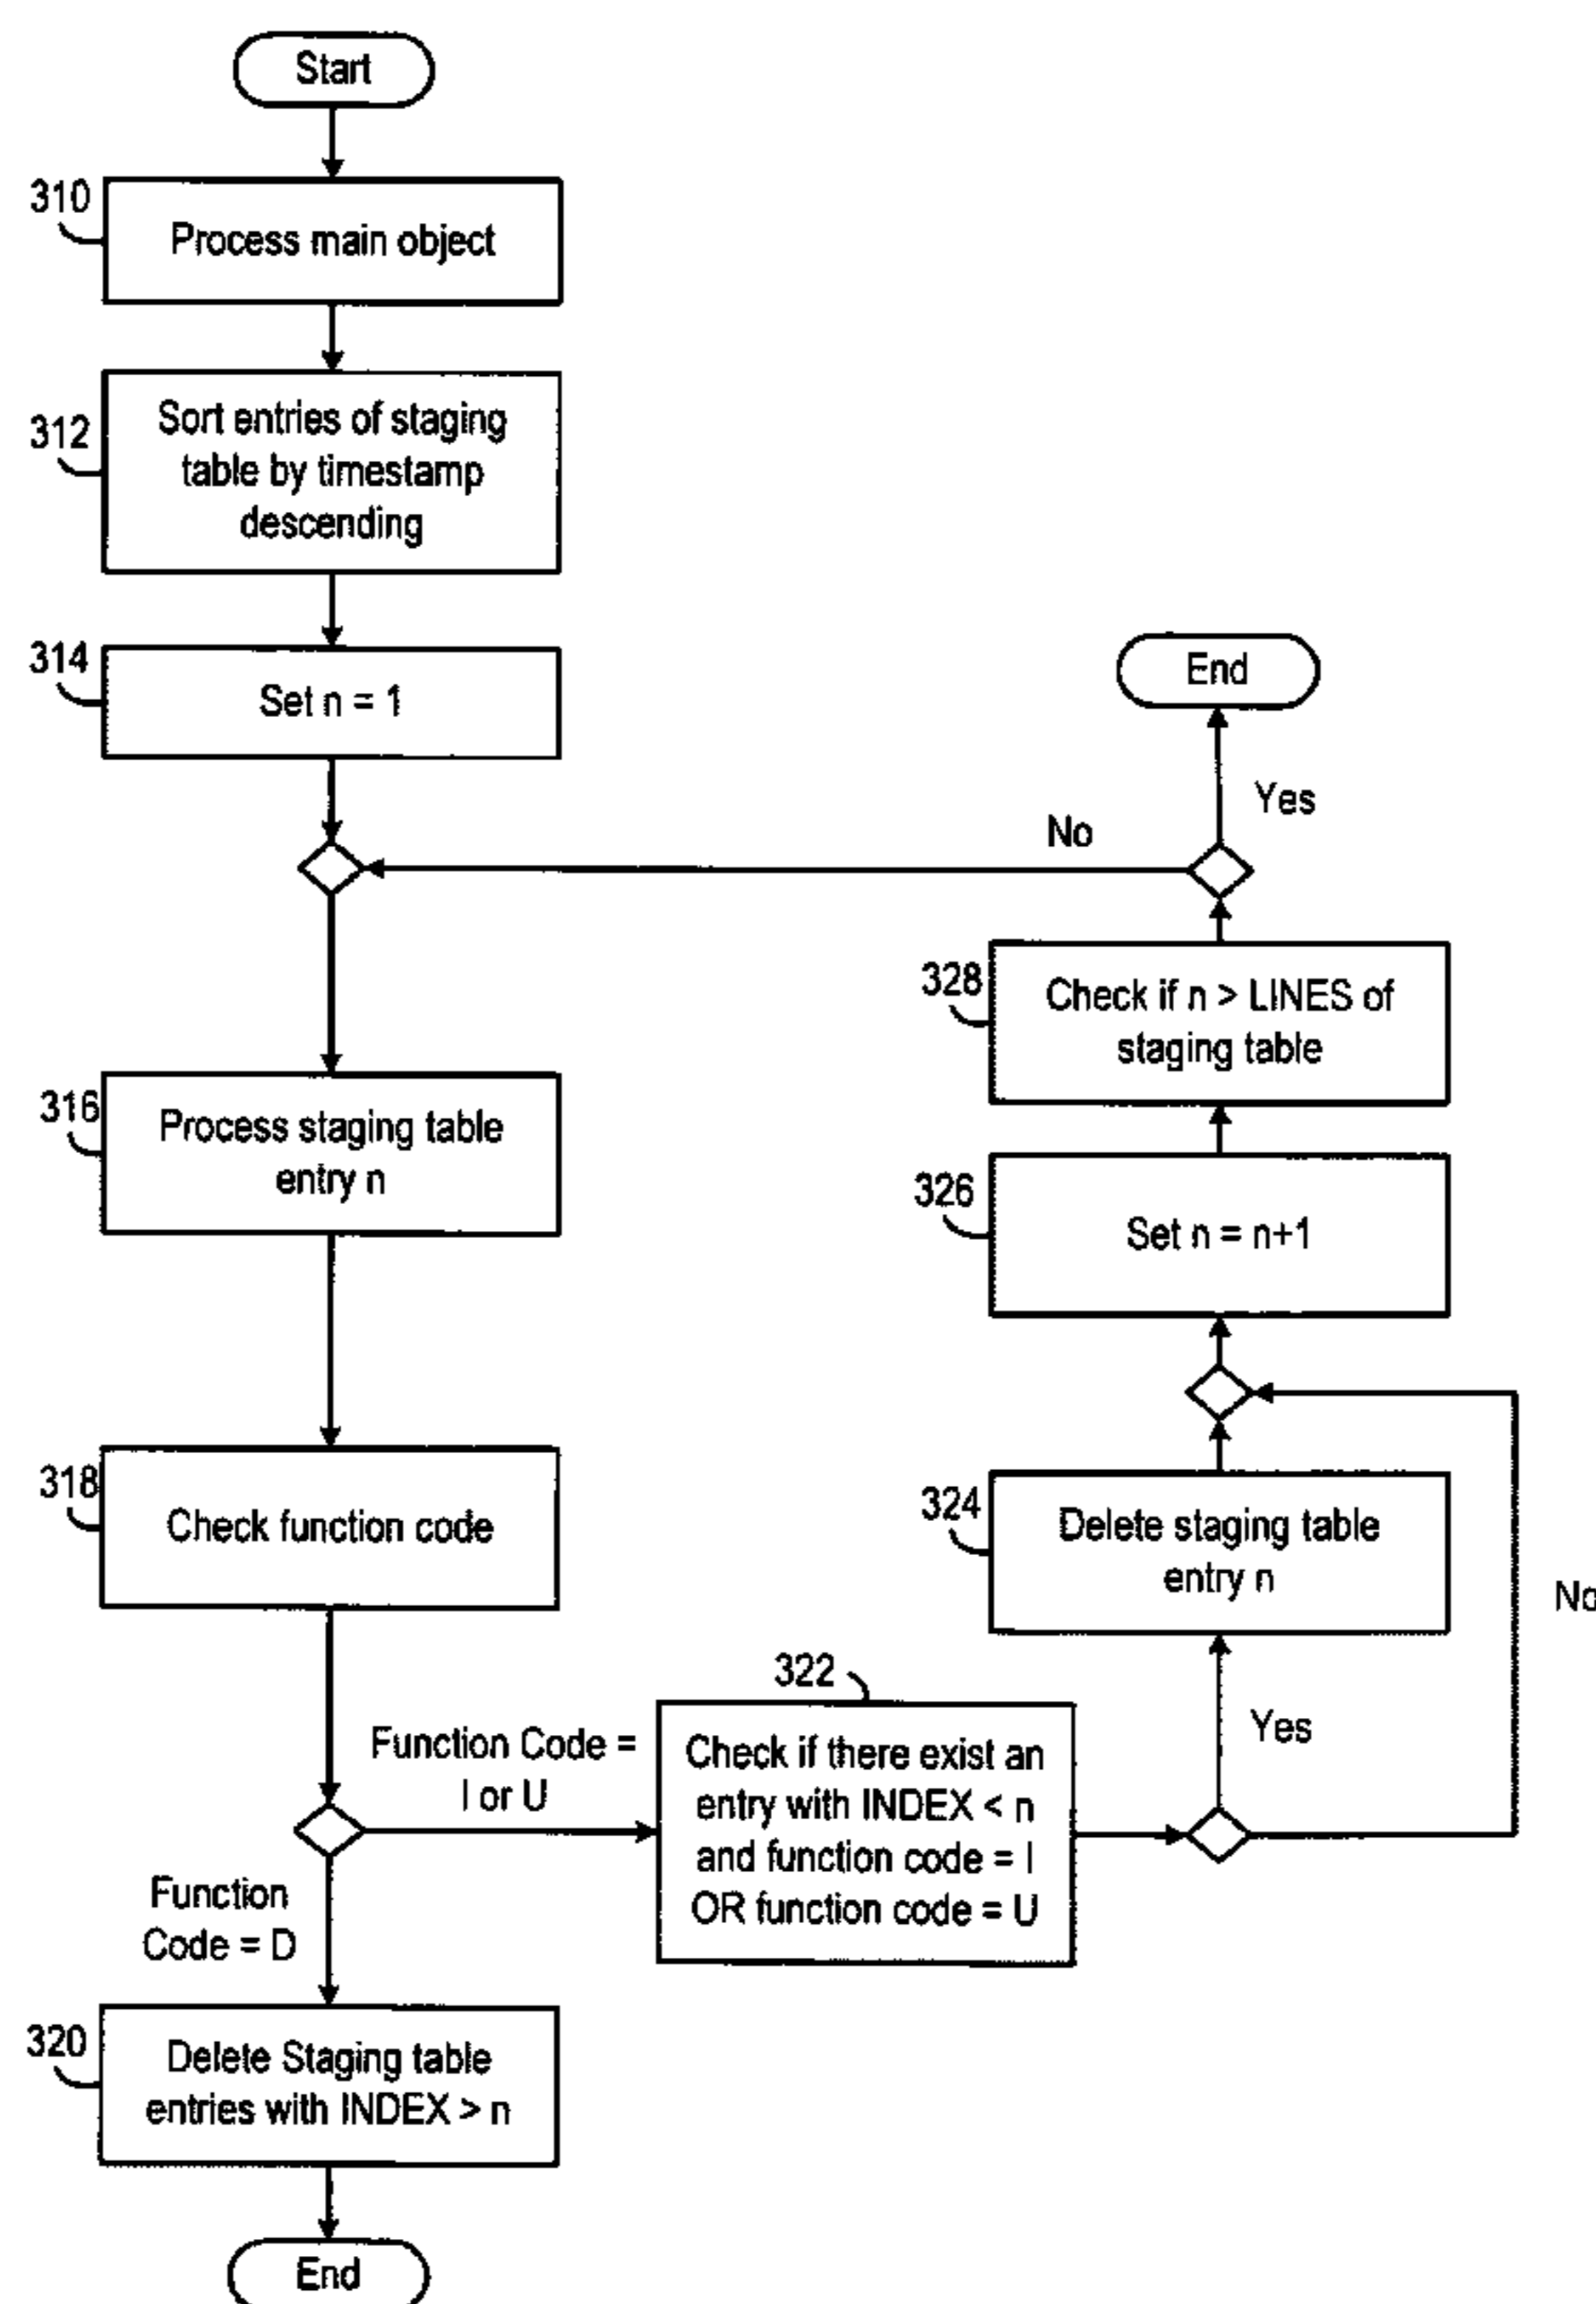 Start
310
Process main object
312
Sort entries of staging
table by timestamp
descending
314
Set n = 1
End
Yes
No
328
Check if n > LINES of
staging table
316
Process staging table
entry n
326
Set n = n+1
318
Check function code
324
Delete staging table
entry n
No
322
Function Code =
I or U
Check if there exist an
entry with INDEX < n
and function code = I
OR function code = U
Yes
Function
Code = D
320
Delete Staging table
entries with INDEX > n
End